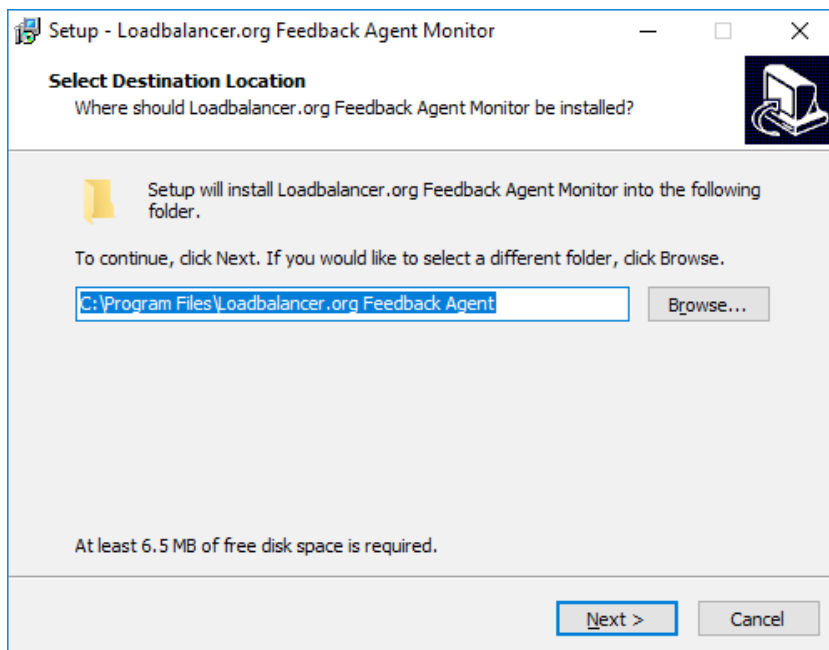 Setup - Loadbalancer.org Feedback Agent Monitor
Select Destination Location
Where should Loadbalancer.org Feedback Agent Monitor be installed?
Setup will install Loadbalancer.org Feedback Agent Monitor into the following
folder.
To continue, click Next. If you would like to select a different folder, click Browse.
C:\Program Files\Loadbalancer.org Feedback Agent
Browse...
At least 6.5 MB of free disk space is required.
Next >
Cancel